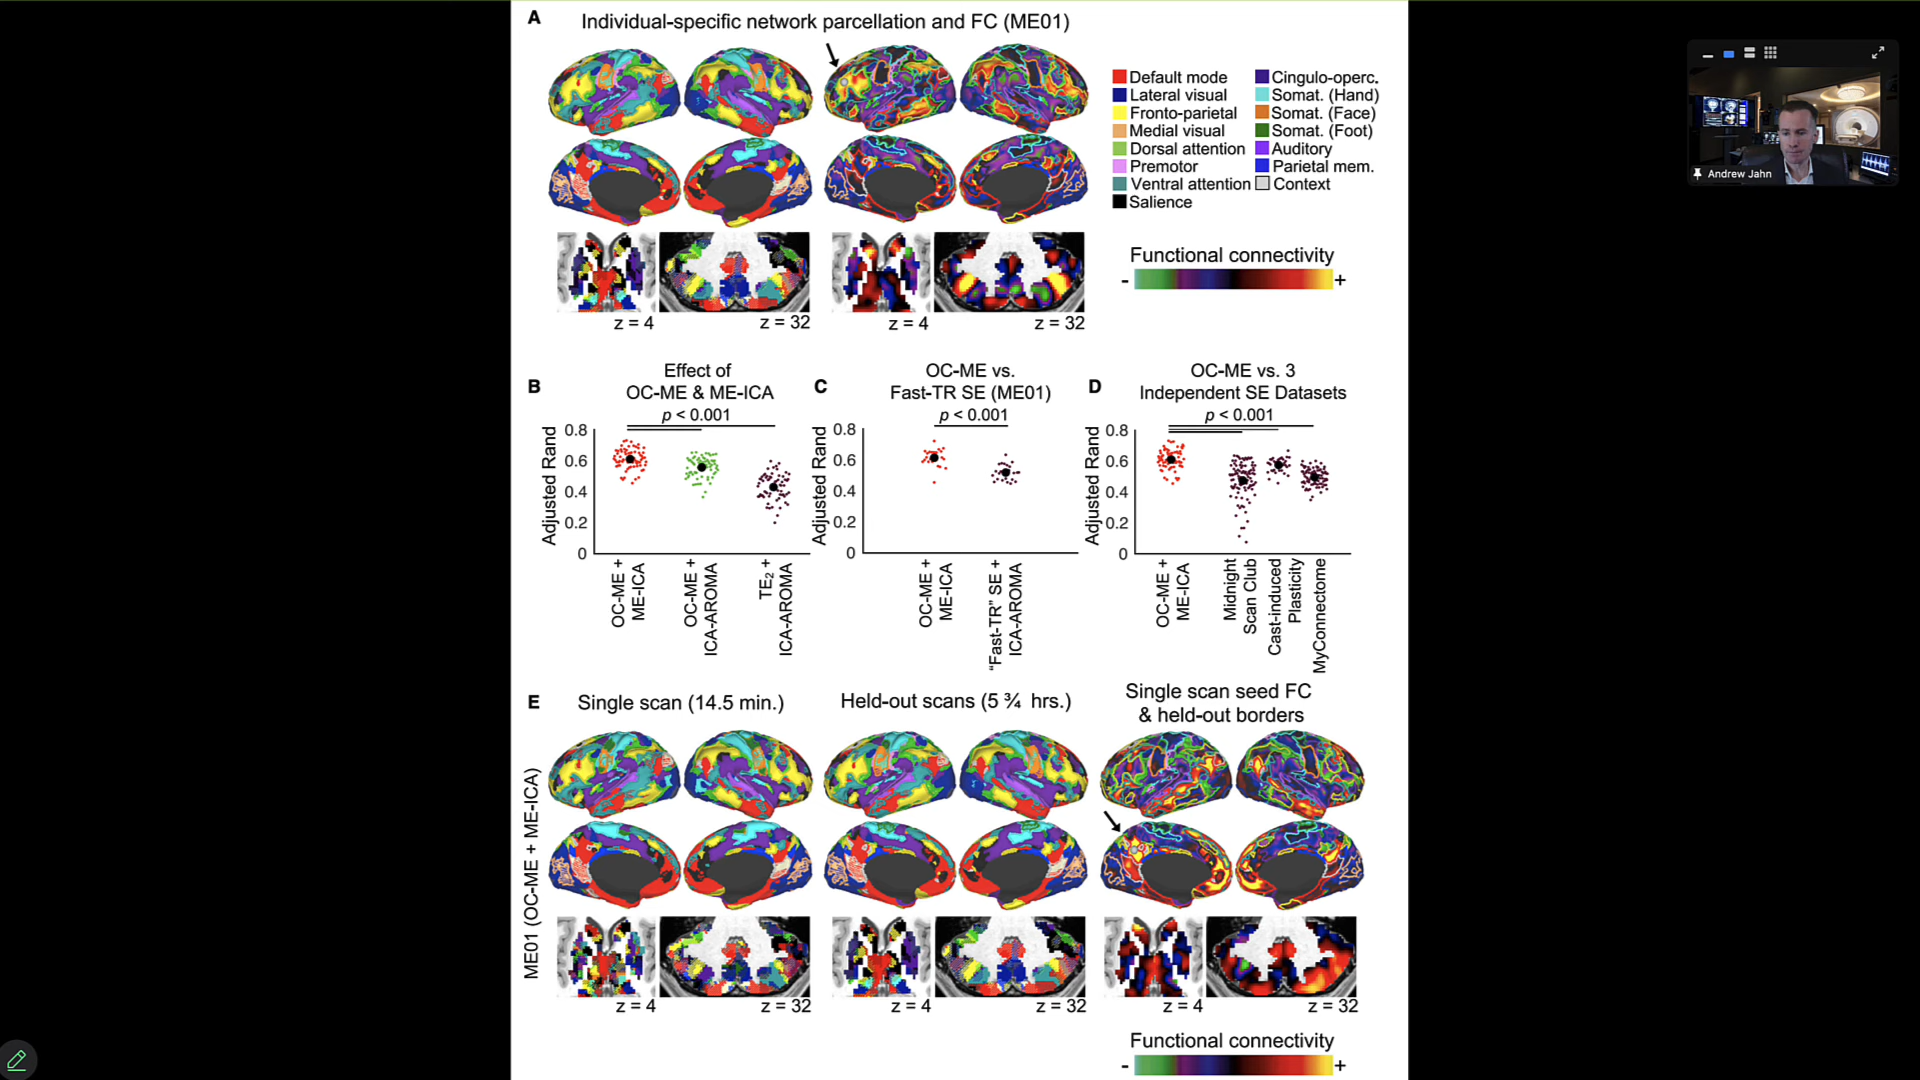 A
Individual-specific network parcellation and FC (ME01)
Default mode
Lateral visual
Fronto-parietal
Medial visual
Dorsal attention
Premotor
Ventral attention
Salience
Cingulo-operc.
Somat. (Hand)
Somat. (Face)
Somat. (Foot)
Auditory
Parietal mem.
Context
Functional connectivity
- +
z = 4
z = 32
z = 4
z = 32
B
Effect of
OC-ME & ME-ICA
p < 0.001
Adjusted Rand
0.8
0.6
0.4
0.2
0
OC-ME +
ME-ICA
OC-ME +
ICA-AROMA
TE2 +
ICA-AROMA
C
OC-ME vs.
Fast-TR SE (ME01)
p < 0.001
Adjusted Rand
0.8
0.6
0.4
0.2
0
OC-ME +
ME-ICA
“Fast-TR” SE +
ICA-AROMA
D
OC-ME vs. 3
Independent SE Datasets
p < 0.001
Adjusted Rand
0.8
0.6
0.4
0.2
0
OC-ME +
ME-ICA
Midnight
Scan Club
Cast-induced
Plasticity
MyConnectome
E
Single scan (14.5 min.)
Held-out scans (5 ¾ hrs.)
Single scan seed FC
& held-out borders
ME01 (OC-ME + ME-ICA)
z = 4
z = 32
z = 4
z = 32
z = 4
z = 32
Functional connectivity
- +
Andrew Jahn